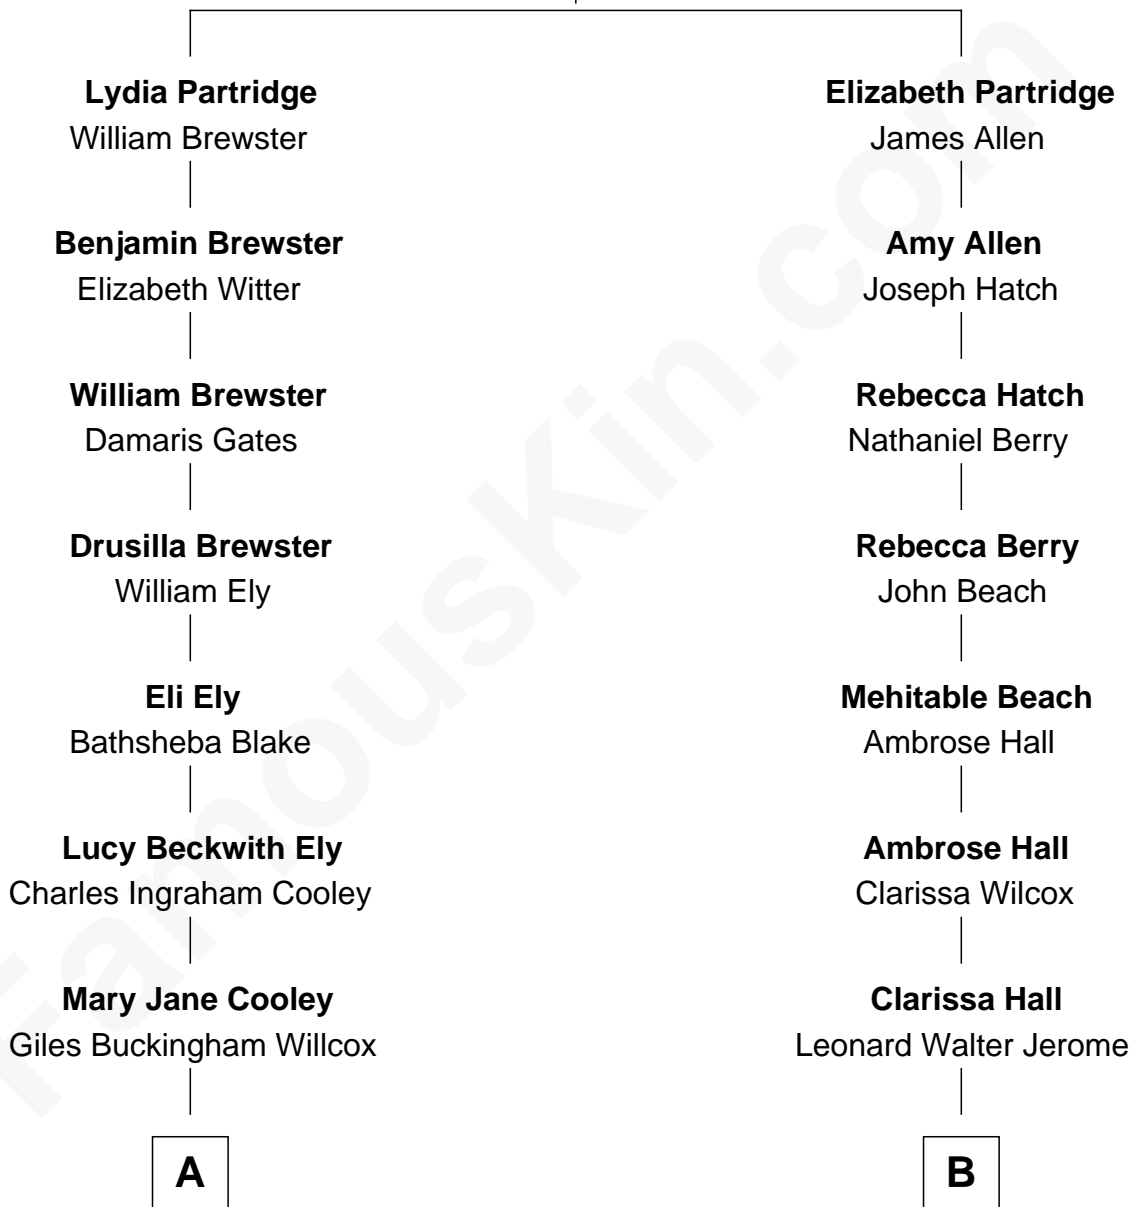 Lydia Partridge
William Brewster
Benjamin Brewster
Elizabeth Witter
William Brewster
Damaris Gates
Drusilla Brewster
William Ely
Eli Ely
Bathsheba Blake
Lucy Beckwith Ely
Charles Ingraham Cooley
Mary Jane Cooley
Giles Buckingham Willcox
A
Elizabeth Partridge
James Allen
Amy Allen
Joseph Hatch
Rebecca Hatch
Nathaniel Berry
Rebecca Berry
John Beach
Mehitable Beach
Ambrose Hall
Ambrose Hall
Clarissa Wilcox
Clarissa Hall
Leonard Walter Jerome
B
FamousKin.com